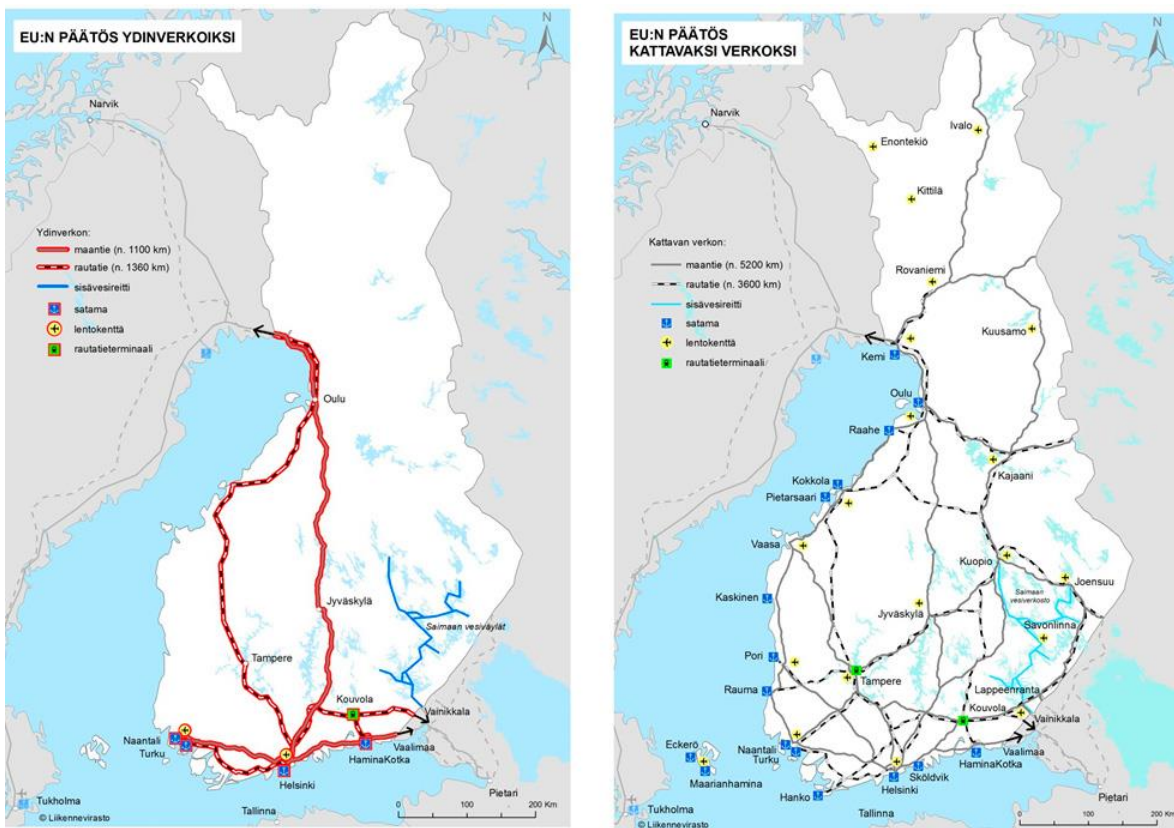 EU:N PÄÄTÖS YDINVERKOIKSI
N
Narvik
Ydinverkon:
maantie (n. 1100 km)
rautatie (n. 1360 km)
sisävesireitti
satama
lentokenttä
rautatieterminaali
Oulu
Jyväskylä
Saimaan vesiväylät
Tampere
Kouvola
Vainikkala
Naantali
Turku
Vaalimaa
HaminaKotka
Helsinki
Pietari
Tukholma
Tallinna
0 100 200 Km
© Liikennevirasto
EU:N PÄÄTÖS
KATTAVAKSI VERKOKSI
N
Narvik
Ivalo
Enontekiö
Kittilä
Kattavan verkon:
maantie (n. 5200 km)
rautatie (n. 3600 km)
sisävesireitti
satama
lentokenttä
rautatieterminaali
Rovaniemi
Kuusamo
Kemi
Oulu
Raahe
Kajaani
Kokkola
Pietarsaari
Vaasa
Kuopio
Joensuu
Kaskinen
Jyväskylä
Saimaan
vesiverkosto
Savonlinna
Pori
Tampere
Rauma
Lappeenranta
Kouvola
Vainikkala
Naantali
Turku
Vaalimaa
Eckerö
HaminaKotka
Maarianhamina
Sköldvik
Helsinki
Hanko
Pietari
Tukholma
Tallinna
0 100 200 Km
© Liikennevirasto